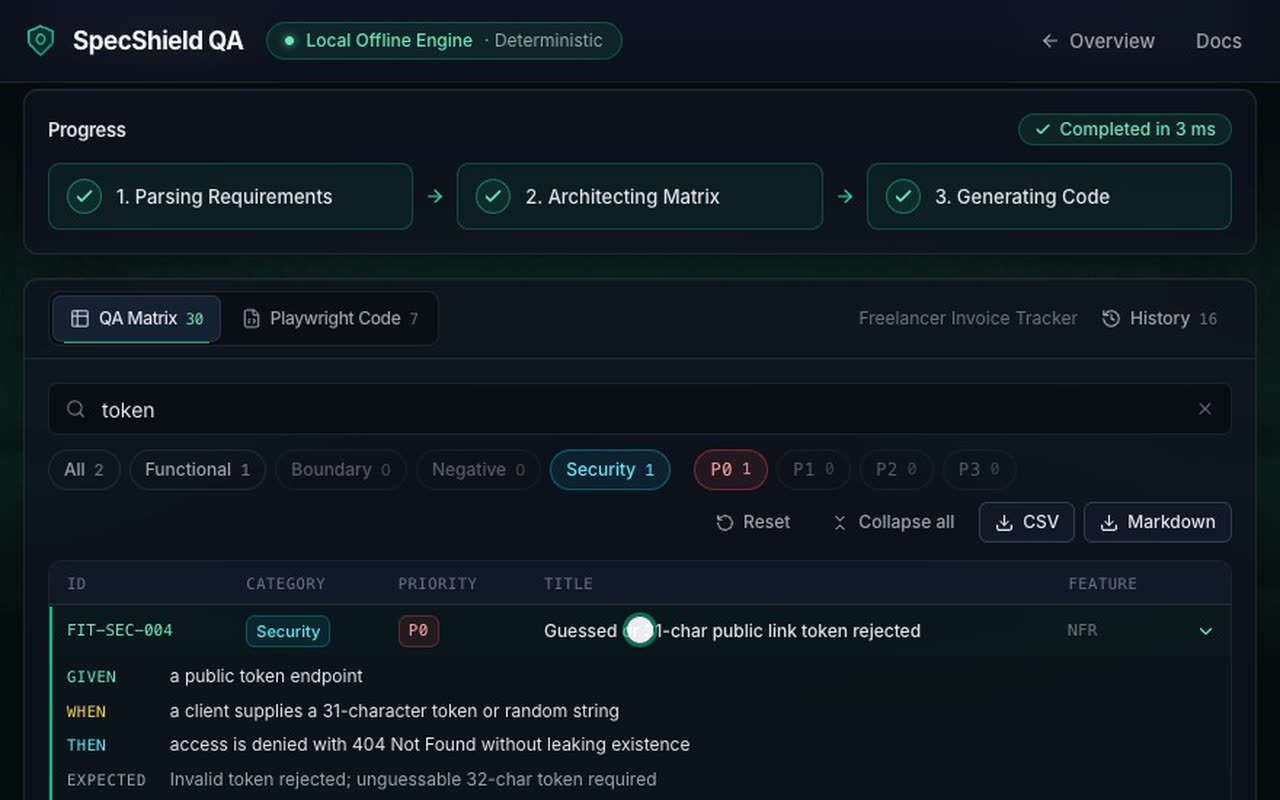 SpecShield QA
Local Offline Engine · Deterministic
Overview
Docs
Progress
Completed in 3 ms
1. Parsing Requirements
2. Architecting Matrix
3. Generating Code
QA Matrix 30
Playwright Code 7
Freelancer Invoice Tracker
History 16
token
All 2
Functional 1
Boundary 0
Negative 0
Security 1
P0 1
P1 0
P2 0
P3 0
Reset
Collapse all
CSV
Markdown
ID CATEGORY PRIORITY TITLE FEATURE
FIT-SEC-004 Security P0 Guessed 1-char public link token rejected NFR
GIVEN a public token endpoint
WHEN a client supplies a 31-character token or random string
THEN access is denied with 404 Not Found without leaking existence
EXPECTED Invalid token rejected; unguessable 32-char token required